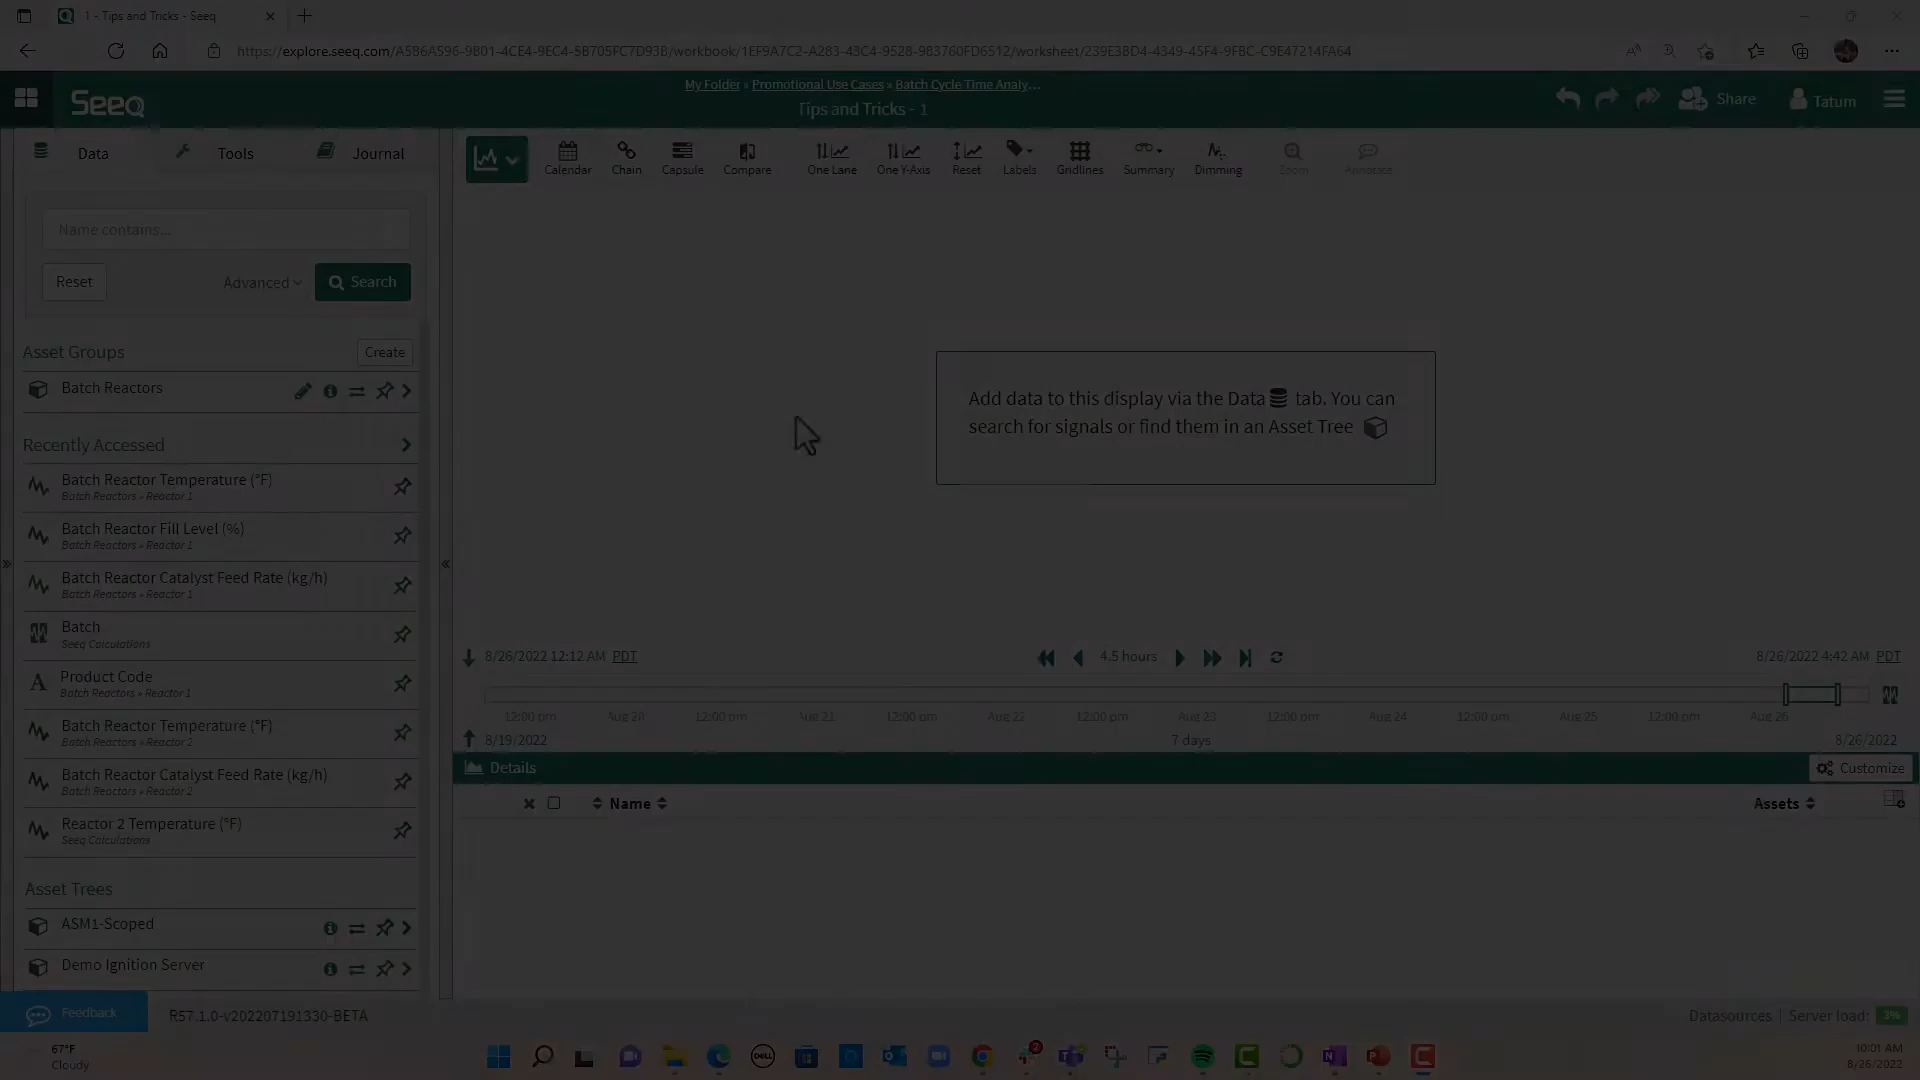 1 - Tips and Tricks - Seeq
https://explore.seeq.com/A5B6A596-9B01-4CE4-9EC4-5B705FC7D93B/workbook/1EF9A7C2-A283-43C4-9528-983760FD6512/worksheet/239E3BD4-4349-45F4-9FBC-C9E47214FA64
Seeq
My Folder » Promotional Use Cases » Batch Cycle Time Analy...
Tips and Tricks - 1
Share
Tatum
Data
Tools
Journal
Calendar
Chain
Capsule
Compare
One Lane
One Y-Axis
Reset
Labels
Gridlines
Summary
Dimming
Zoom
Annotate
Name contains...
Reset
Advanced
Search
Asset Groups
Create
Batch Reactors
Recently Accessed
Batch Reactor Temperature (°F)
Batch Reactors » Reactor 1
Batch Reactor Fill Level (%)
Batch Reactors » Reactor 1
Batch Reactor Catalyst Feed Rate (kg/h)
Batch Reactors » Reactor 1
Batch
Seeq Calculations
Product Code
Batch Reactors » Reactor 1
Batch Reactor Temperature (°F)
Batch Reactors » Reactor 2
Batch Reactor Catalyst Feed Rate (kg/h)
Batch Reactors » Reactor 2
Reactor 2 Temperature (°F)
Seeq Calculations
Asset Trees
ASM1-Scoped
Demo Ignition Server
Add data to this display via the Data tab. You can
search for signals or find them in an Asset Tree
8/26/2022 12:12 AM PDT
4.5 hours
8/26/2022 4:42 AM PDT
12:00 pm Aug 20 12:00 pm Aug 21 12:00 pm Aug 22 12:00 pm Aug 23 12:00 pm Aug 24 12:00 pm Aug 25 12:00 pm Aug 26
8/19/2022
7 days
8/26/2022
Details
Customize
Name
Assets
Feedback
R57.1.0-v202207191330-BETA
Datasources
Server load: 3%
67°F
Cloudy
DELL
2
10:01 AM
8/26/2022